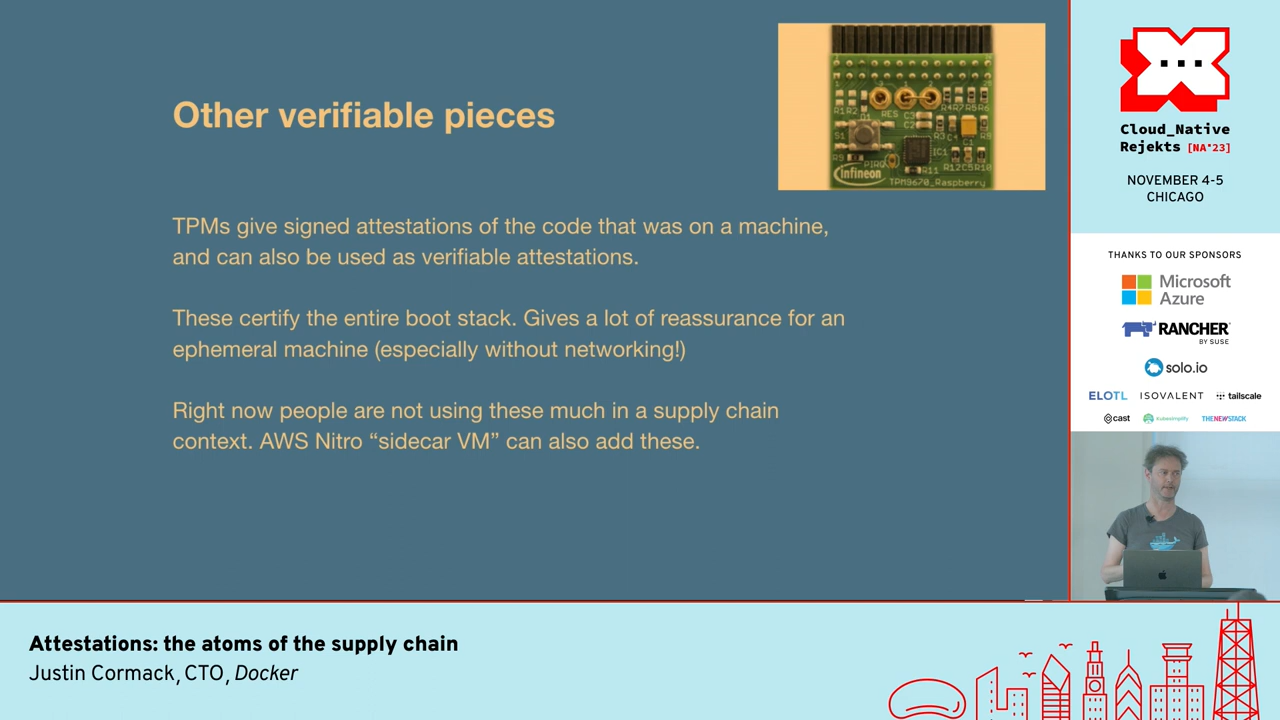 Other verifiable pieces
TPMs give signed attestations of the code that was on a machine,
and can also be used as verifiable attestations.
These certify the entire boot stack. Gives a lot of reassurance for an
ephemeral machine (especially without networking!)
Right now people are not using these much in a supply chain
context. AWS Nitro “sidecar VM” can also add these.
infineon
TPM9670_Raspberry
Cloud_Native
Rejekts [NA'23]
NOVEMBER 4-5
CHICAGO
THANKS TO OUR SPONSORS
Microsoft
Azure
RANCHER
BY SUSE
solo.io
ELOTL ISOVALENT tailscale
cast kubesimplify THENEWSTACK
Attestations: the atoms of the supply chain
Justin Cormack, CTO, Docker